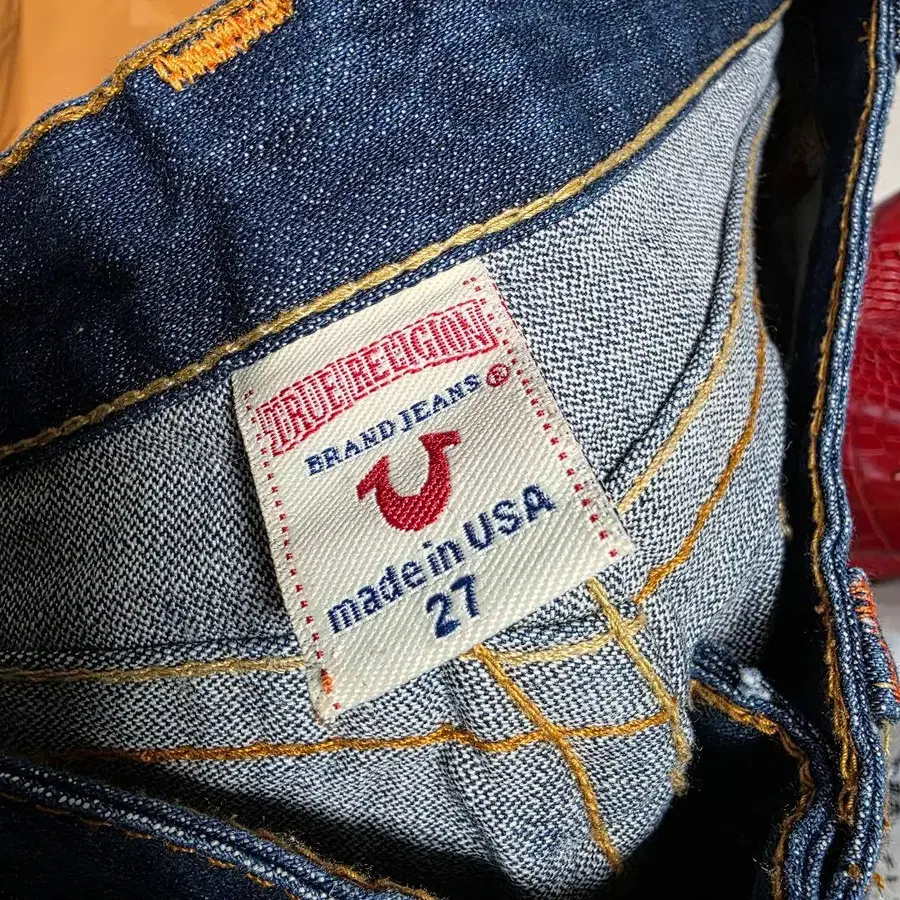 TRUE RELIGION
BRAND JEANS ®
made in USA
27